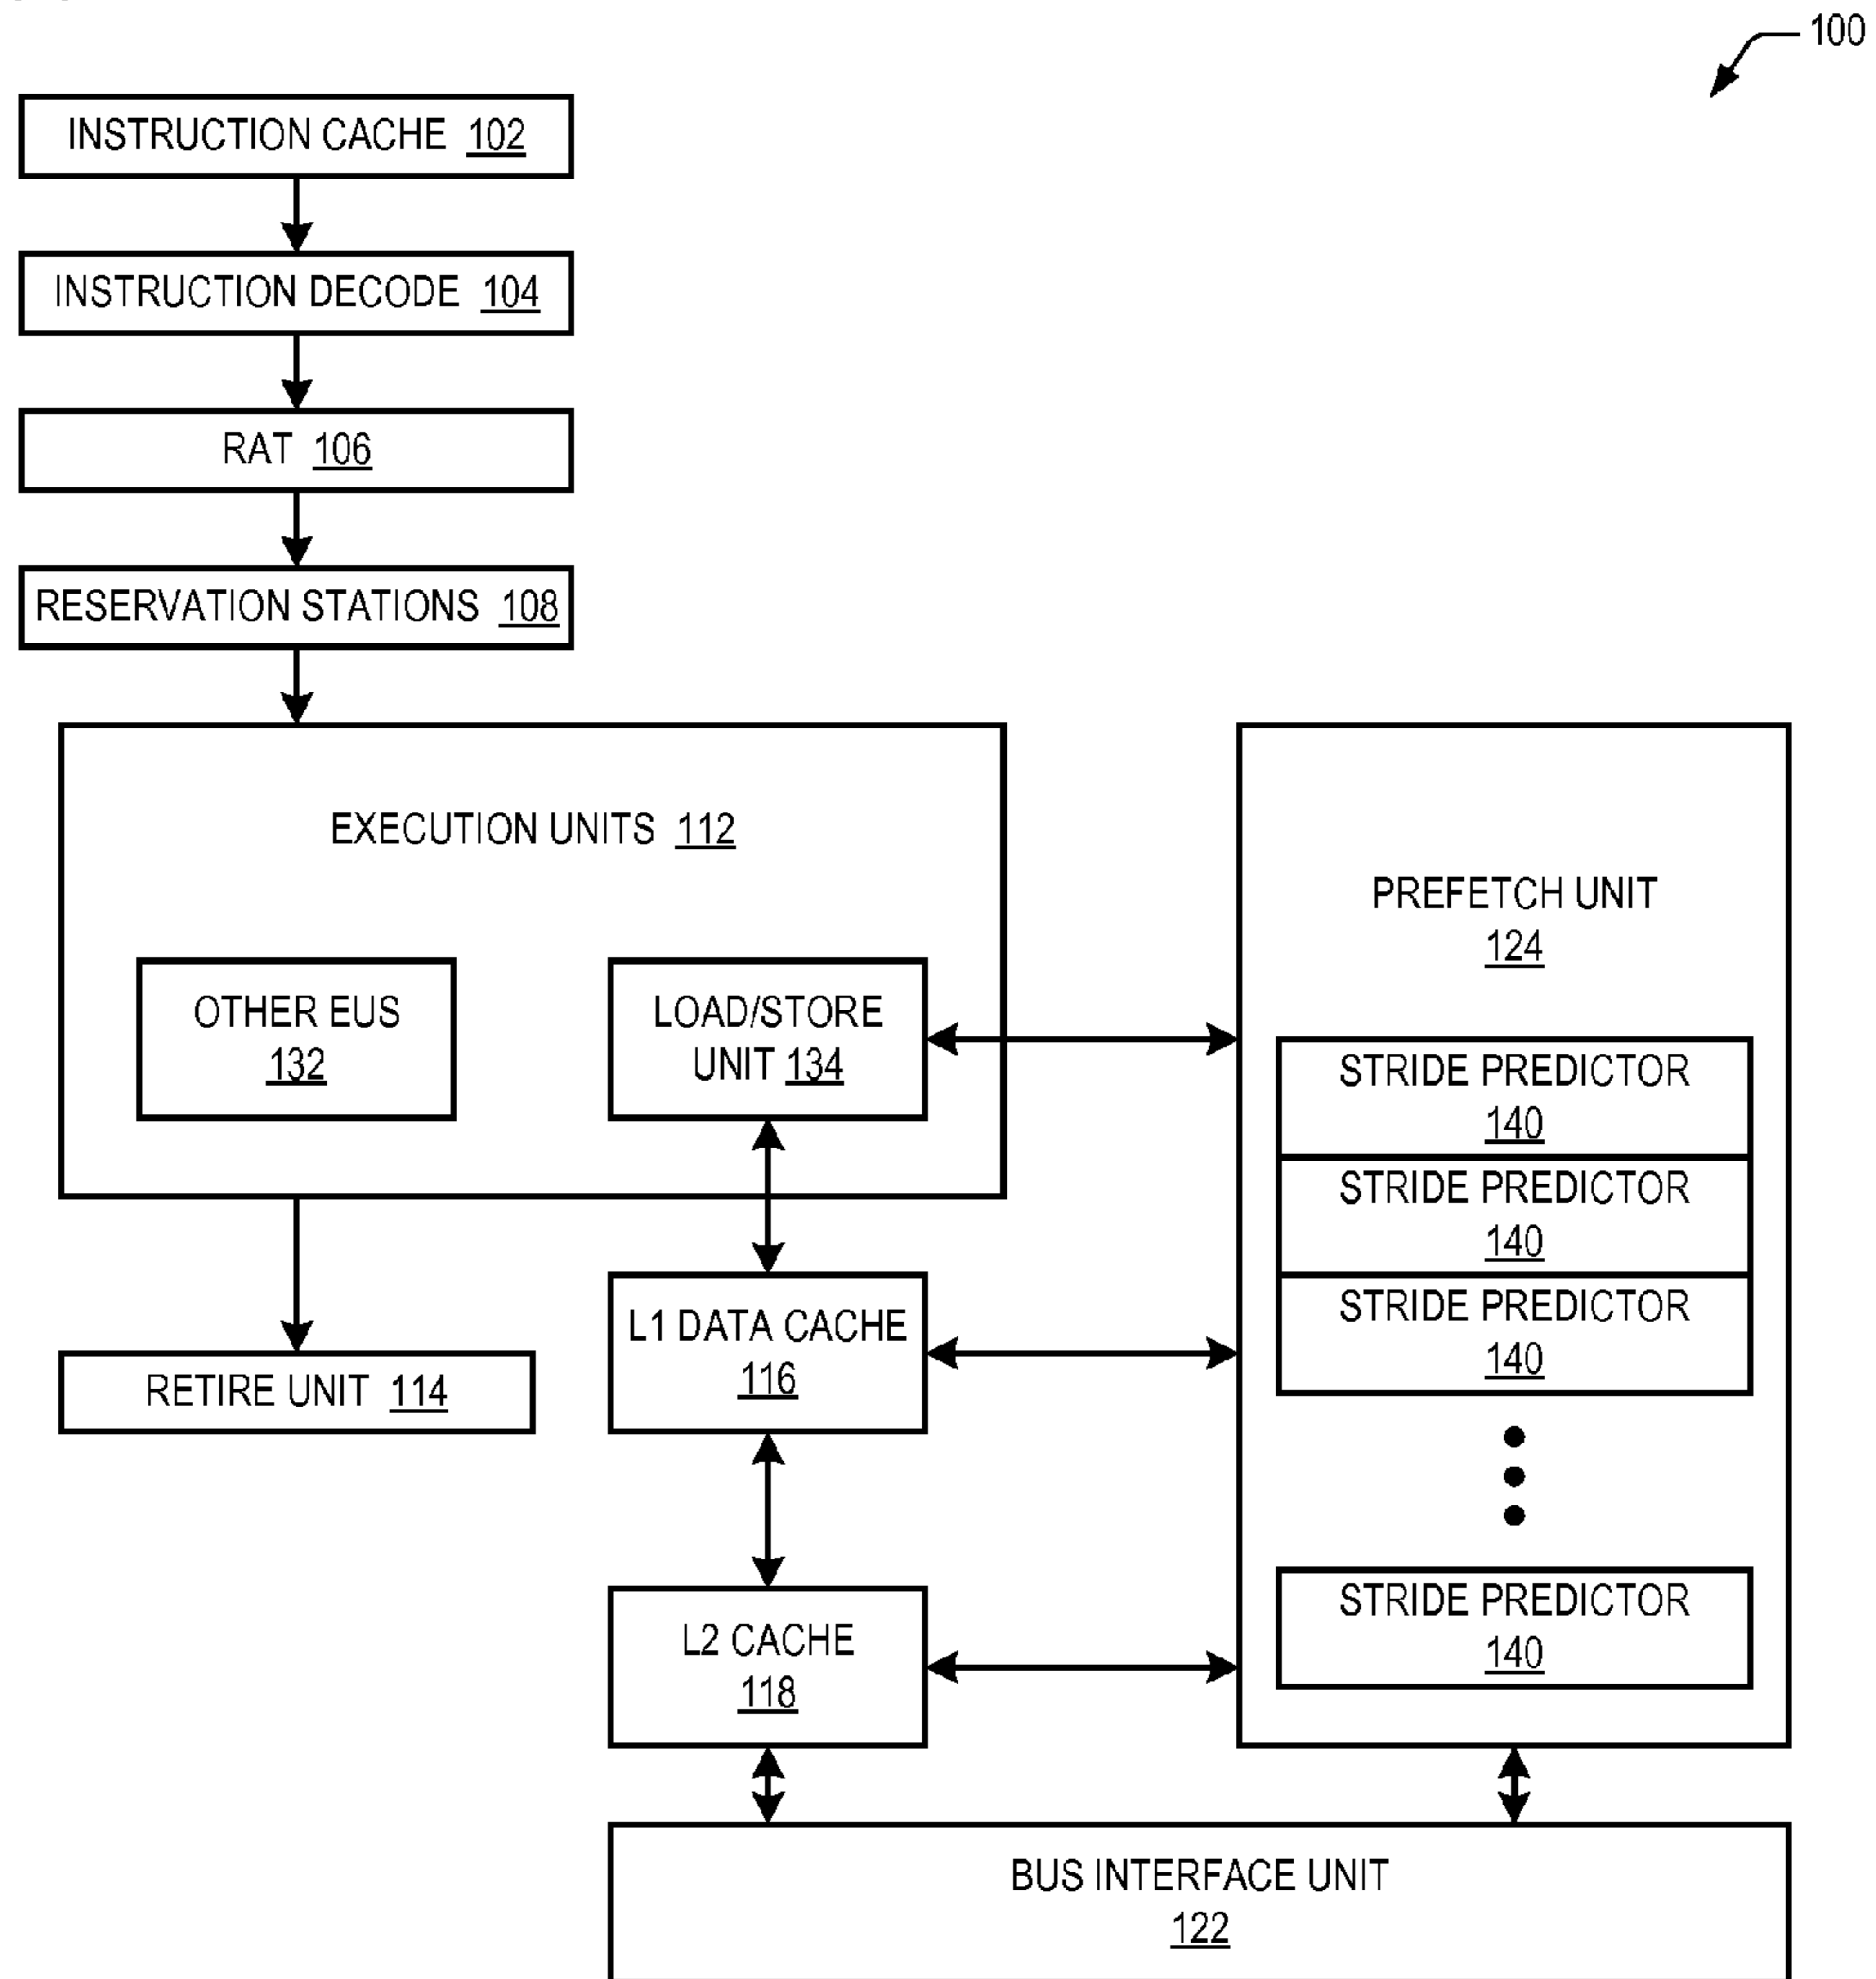 100
INSTRUCTION CACHE 102
INSTRUCTION DECODE 104
RAT 106
RESERVATION STATIONS 108
EXECUTION UNITS 112
OTHER EUS
132
LOAD/STORE
UNIT 134
RETIRE UNIT 114
L1 DATA CACHE
116
L2 CACHE
118
PREFETCH UNIT
124
STRIDE PREDICTOR
140
STRIDE PREDICTOR
140
STRIDE PREDICTOR
140
STRIDE PREDICTOR
140
BUS INTERFACE UNIT
122